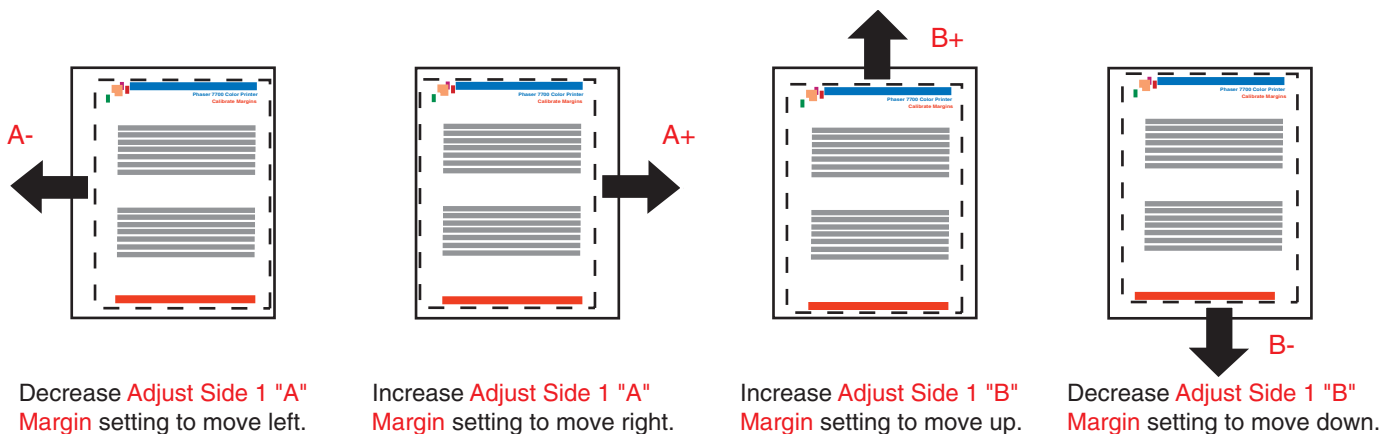 B+
Phaser 7700 Color Printer
Calibrate Margins
Phaser 7700 Color Printer
Calibrate Margins
Phaser 7700 Color Printer
Calibrate Margins
Phaser 7700 Color Printer
Calibrate Margins
A-
A+
B-
Decrease Adjust Side 1 "A"
Margin setting to move left.
Increase Adjust Side 1 "A"
Margin setting to move right.
Increase Adjust Side 1 "B"
Margin setting to move up.
Decrease Adjust Side 1 "B"
Margin setting to move down.